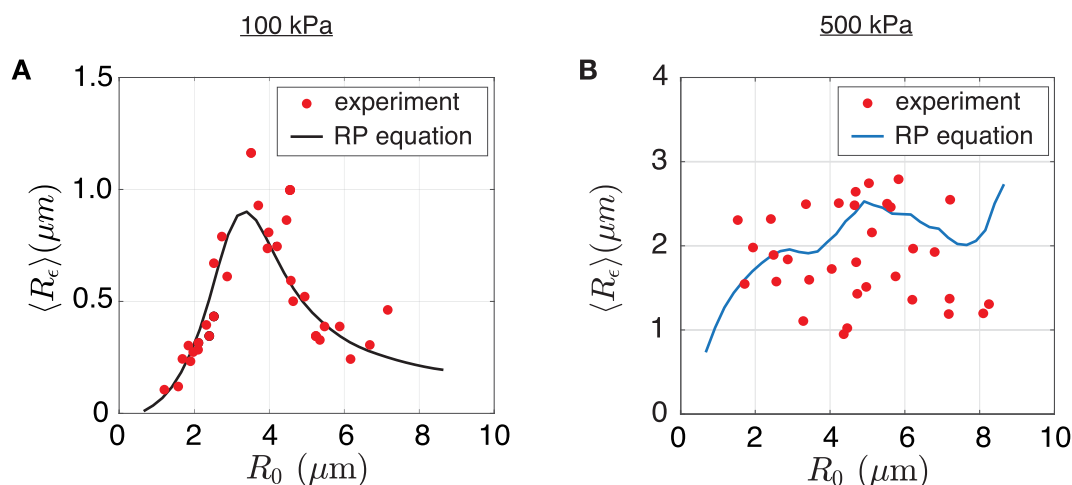 100 kPa
A
1.5
1.0
0.5
0
0 2 4 6 8 10
⟨R_ϵ⟩(μm)
R_0 (μm)
experiment
RP equation
500 kPa
B
4
3
2
1
0
0 2 4 6 8 10
⟨R_ϵ⟩(μm)
R_0 (μm)
experiment
RP equation